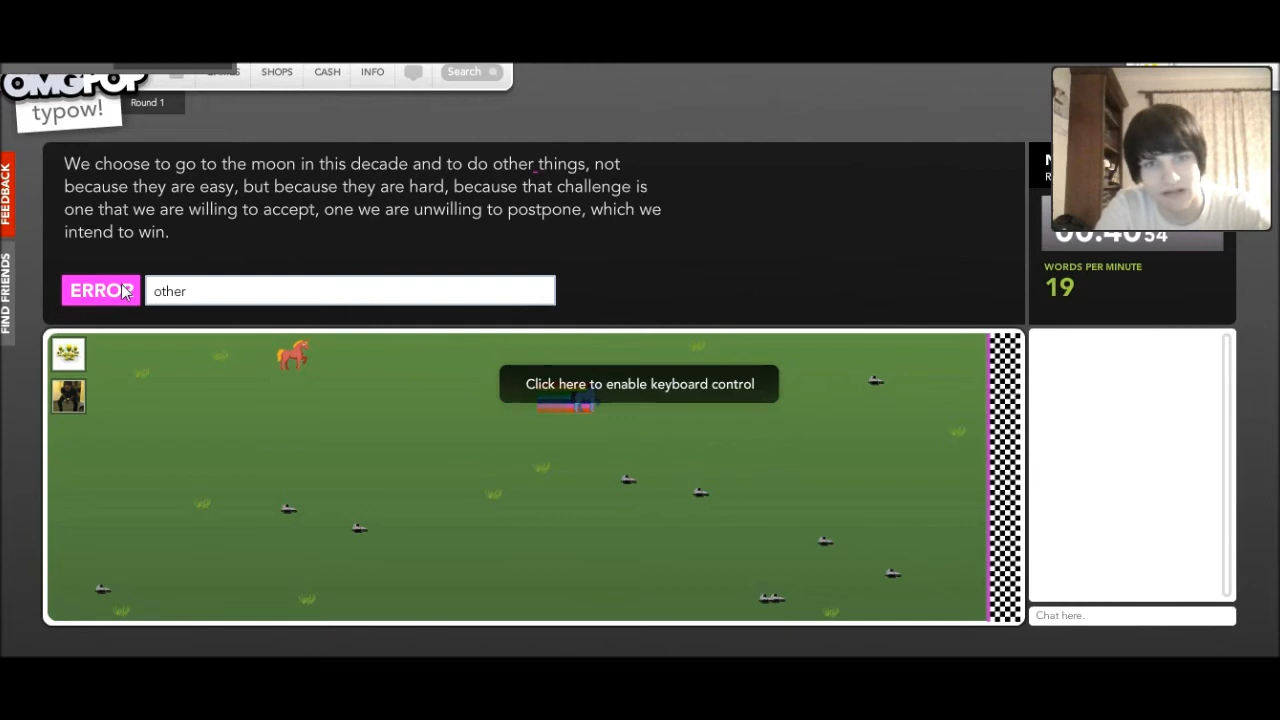 OMGPOP
GAMES
SHOPS
CASH
INFO
Search
typow!
Round 1
FEEDBACK
FIND FRIENDS
We choose to go to the moon in this decade and to do other things, not
because they are easy, but because they are hard, because that challenge is
one that we are willing to accept, one we are unwilling to postpone, which we
intend to win.
ERROR
other
WORDS PER MINUTE
19
Click here to enable keyboard control
Chat here.